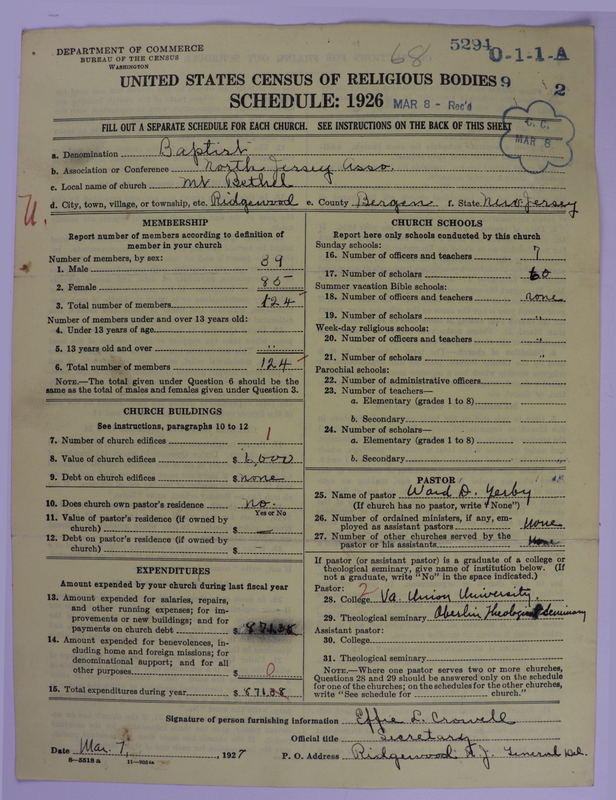 DEPARTMENT OF COMMERCE
BUREAU OF THE CENSUS
WASHINGTON
68
5294 0-1-1-A
UNITED STATES CENSUS OF RELIGIOUS BODIES 9
2
SCHEDULE: 1926 MAR 8 - Rec'd
FILL OUT A SEPARATE SCHEDULE FOR EACH CHURCH. SEE INSTRUCTIONS ON THE BACK OF THIS SHEET
C. C.
MAR 8
a. Denomination Baptist
b. Association or Conference North Jersey Asso.
c. Local name of church Mt Bethel
d. City, town, village, or township, etc. Ridgewood e. County Bergen f. State New Jersey
U.
MEMBERSHIP
Report number of members according to definition of
member in your church
Number of members, by sex:
1. Male 39
2. Female 85
3. Total number of members 124
Number of members under and over 13 years old:
4. Under 13 years of age
5. 13 years old and over "
6. Total number of members 124
NOTE.—The total given under Question 6 should be the
same as the total of males and females given under Question 3.
CHURCH BUILDINGS
See instructions, paragraphs 10 to 12
7. Number of church edifices 1
8. Value of church edifices $ 6,000
9. Debt on church edifices $ none
10. Does church own pastor's residence no.
Yes or No
11. Value of pastor's residence (if owned by
church) $ —
12. Debt on pastor's residence (if owned by
church) $ —
EXPENDITURES
Amount expended by your church during last fiscal year
13. Amount expended for salaries, repairs,
and other running expenses; for im-
provements or new buildings; and for
payments on church debt $ 871.38
14. Amount expended for benevolences, in-
cluding home and foreign missions; for
denominational support; and for all
other purposes $ 0
15. Total expenditures during year $ 871.38
CHURCH SCHOOLS
Report here only schools conducted by this church
Sunday schools:
16. Number of officers and teachers 7
17. Number of scholars 60
Summer vacation Bible schools:
18. Number of officers and teachers none
19. Number of scholars "
Week-day religious schools:
20. Number of officers and teachers "
21. Number of scholars "
Parochial schools:
22. Number of administrative officers
23. Number of teachers—
a. Elementary (grades 1 to 8)
b. Secondary
24. Number of scholars—
a. Elementary (grades 1 to 8)
b. Secondary
PASTOR
25. Name of pastor Ward D. Yerby
(If church has no pastor, write "None")
26. Number of ordained ministers, if any, em-
ployed as assistant pastors None
27. Number of other churches served by the
pastor or his assistants None
If pastor (or assistant pastor) is a graduate of a college or
theological seminary, give name of institution below. (If
not a graduate, write "No" in the space indicated.)
Pastor: 2
28. College Va. Union University.
29. Theological seminary Oberlin Theological Seminary
Assistant pastor:
30. College
31. Theological seminary
NOTE.—Where one pastor serves two or more churches,
Questions 28 and 29 should be answered only on the schedule
for one of the churches; on the schedules for the other churches,
write "See schedule for church."
Signature of person furnishing information Effie L. Crowell
Official title Secretary
Date Mar. 7, 1927 P. O. Address Ridgewood N.J. General Del.
8—5518 a